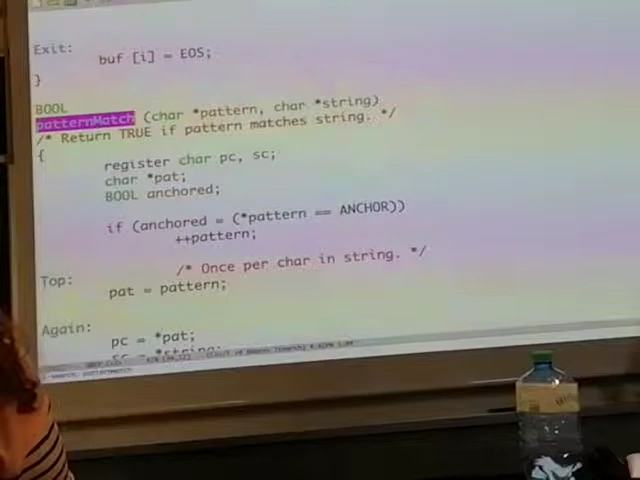 Exit:
buf [i] = EOS;
}
BOOL
patternMatch (char *pattern, char *string)
/* Return TRUE if pattern matches string. */
{
register char pc, sc;
char *pat;
BOOL anchored;
if (anchored = (*pattern == ANCHOR))
++pattern;
/* Once per char in string. */
Top:
pat = pattern;
Again:
pc = *pat;
sc = *string;